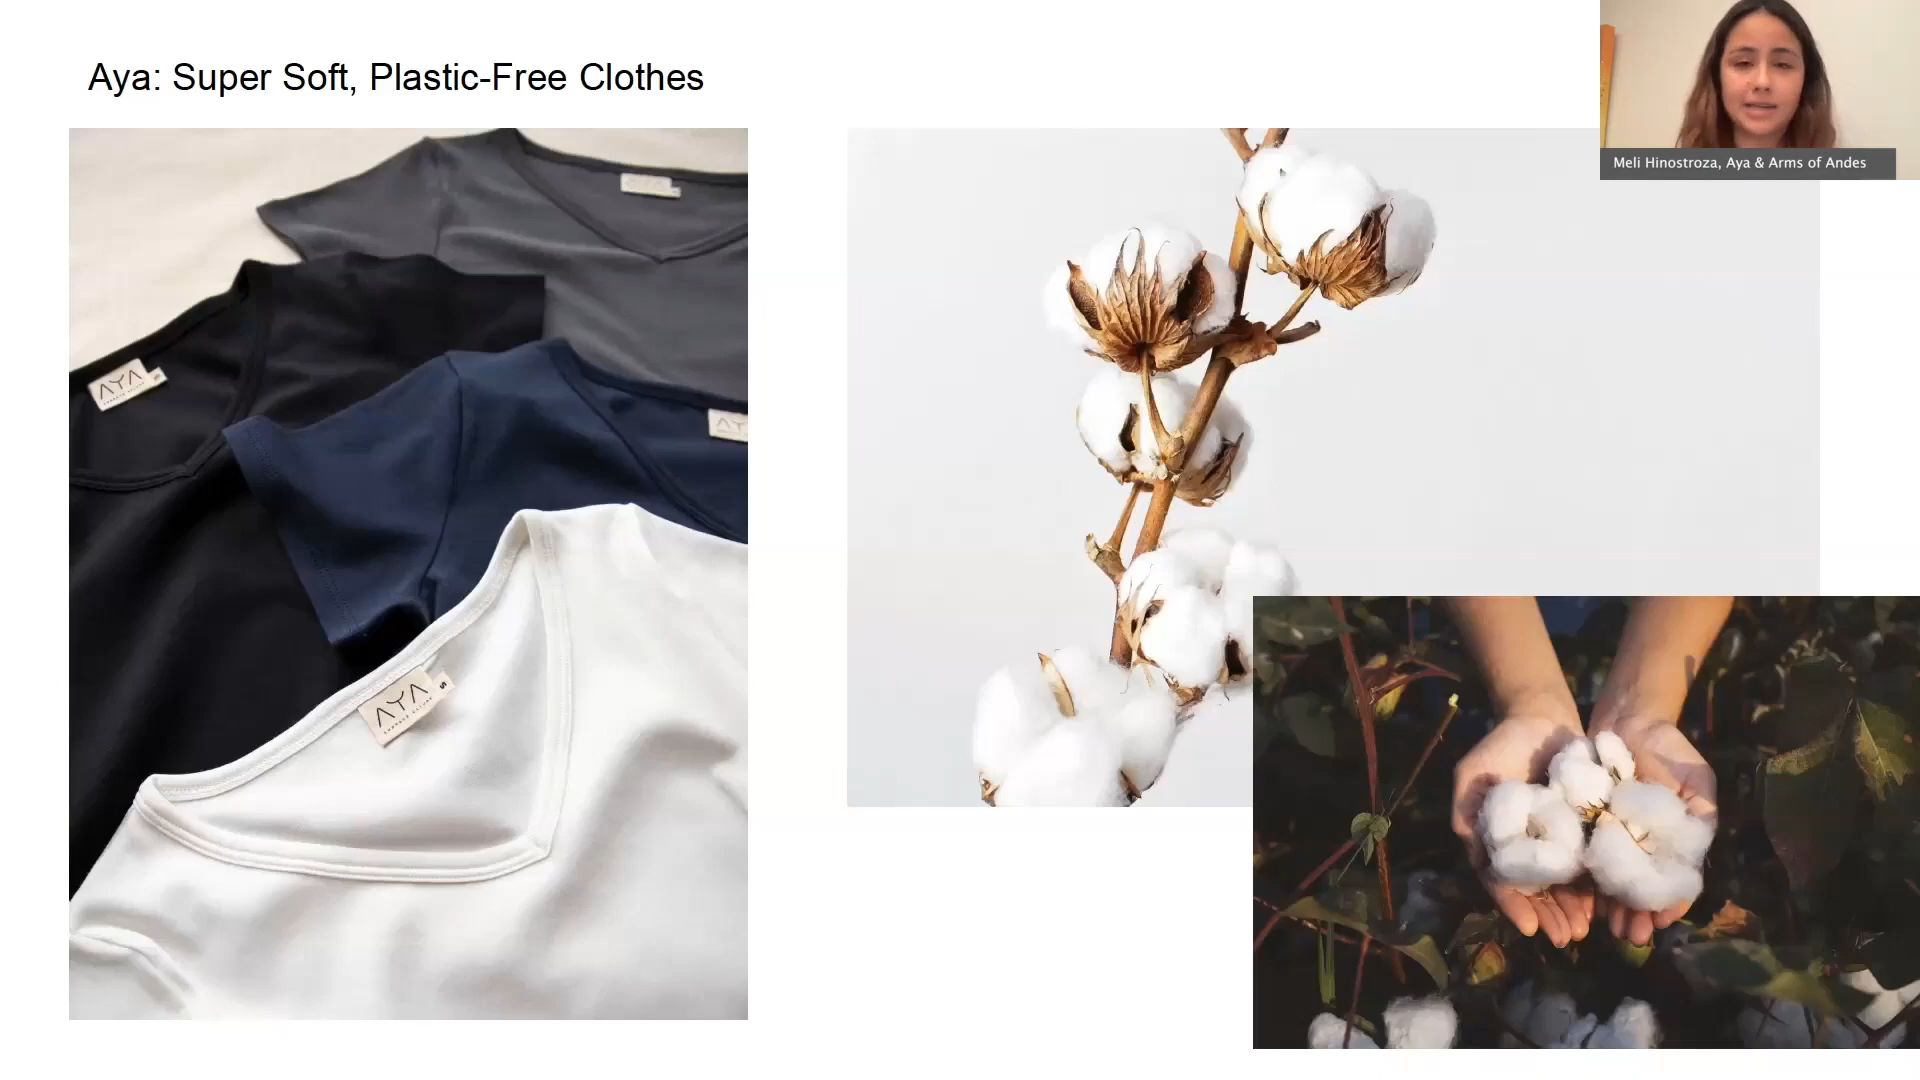 Aya: Super Soft, Plastic-Free Clothes
Meli Hinostroza, Aya & Arms of Andes
AYA
AYA
S